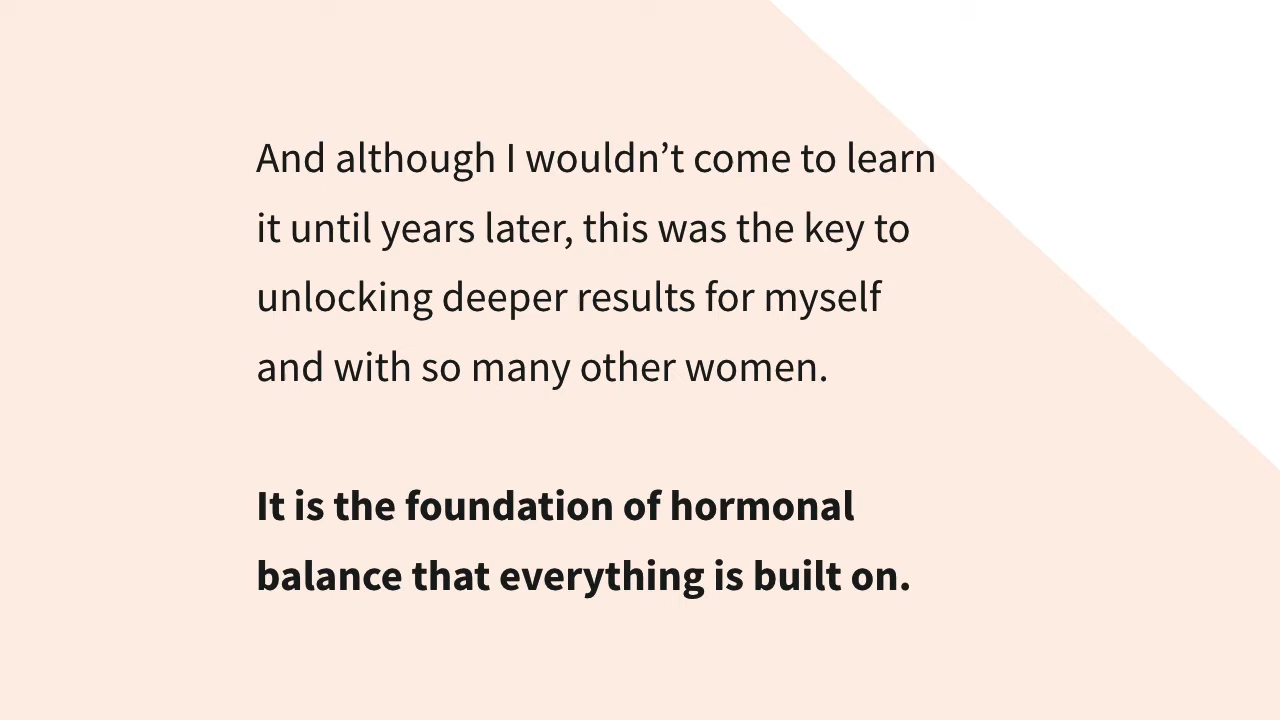 And although I wouldn’t come to learn
it until years later, this was the key to
unlocking deeper results for myself
and with so many other women.
It is the foundation of hormonal
balance that everything is built on.